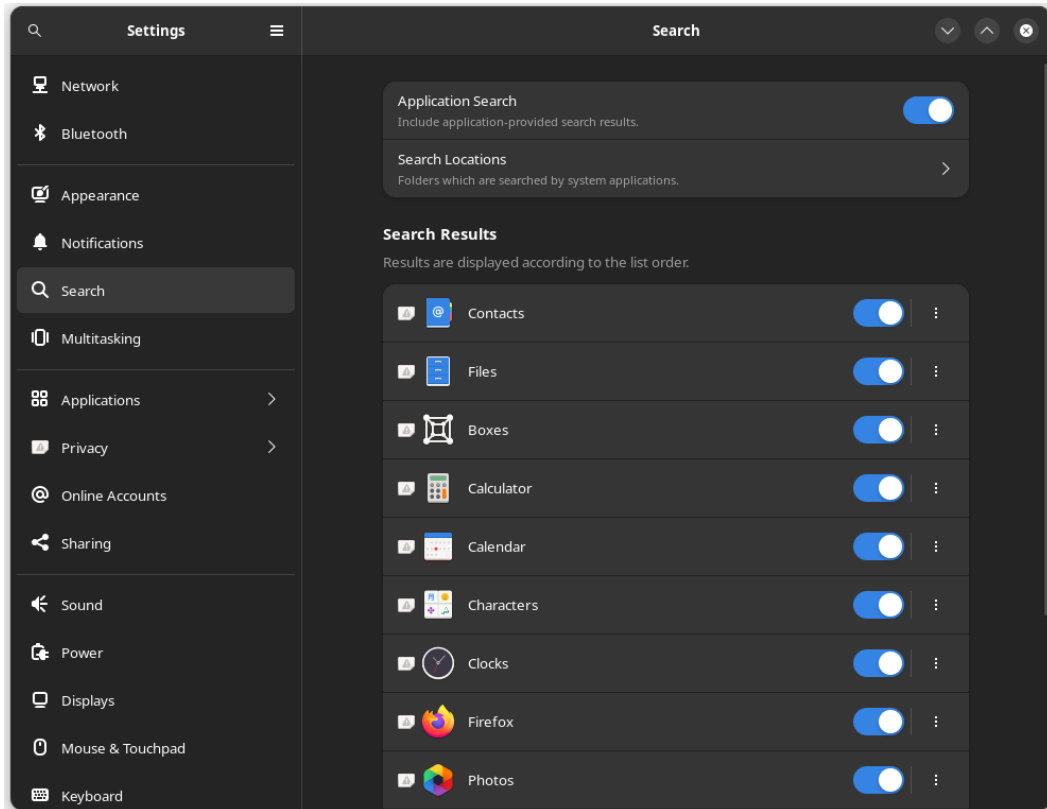 Settings
Search
Network
Bluetooth
Appearance
Notifications
Search
Multitasking
Applications
Privacy
Online Accounts
Sharing
Sound
Power
Displays
Mouse & Touchpad
Keyboard
Application Search
Include application-provided search results.
Search Locations
Folders which are searched by system applications.
Search Results
Results are displayed according to the list order.
Contacts
Files
Boxes
Calculator
Calendar
Characters
Clocks
Firefox
Photos